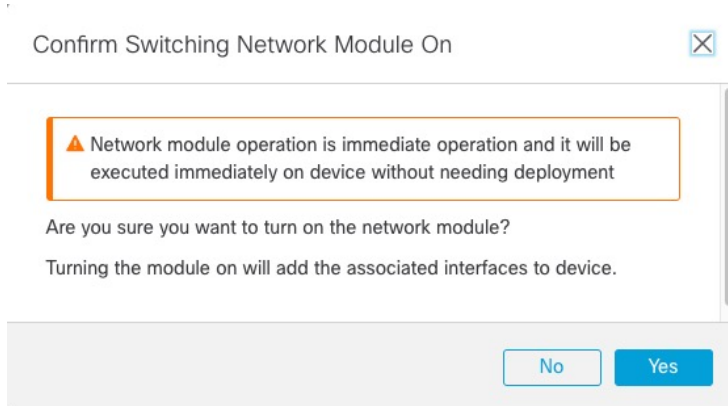 Confirm Switching Network Module On
Network module operation is immediate operation and it will be
executed immediately on device without needing deployment
Are you sure you want to turn on the network module?
Turning the module on will add the associated interfaces to device.
No
Yes